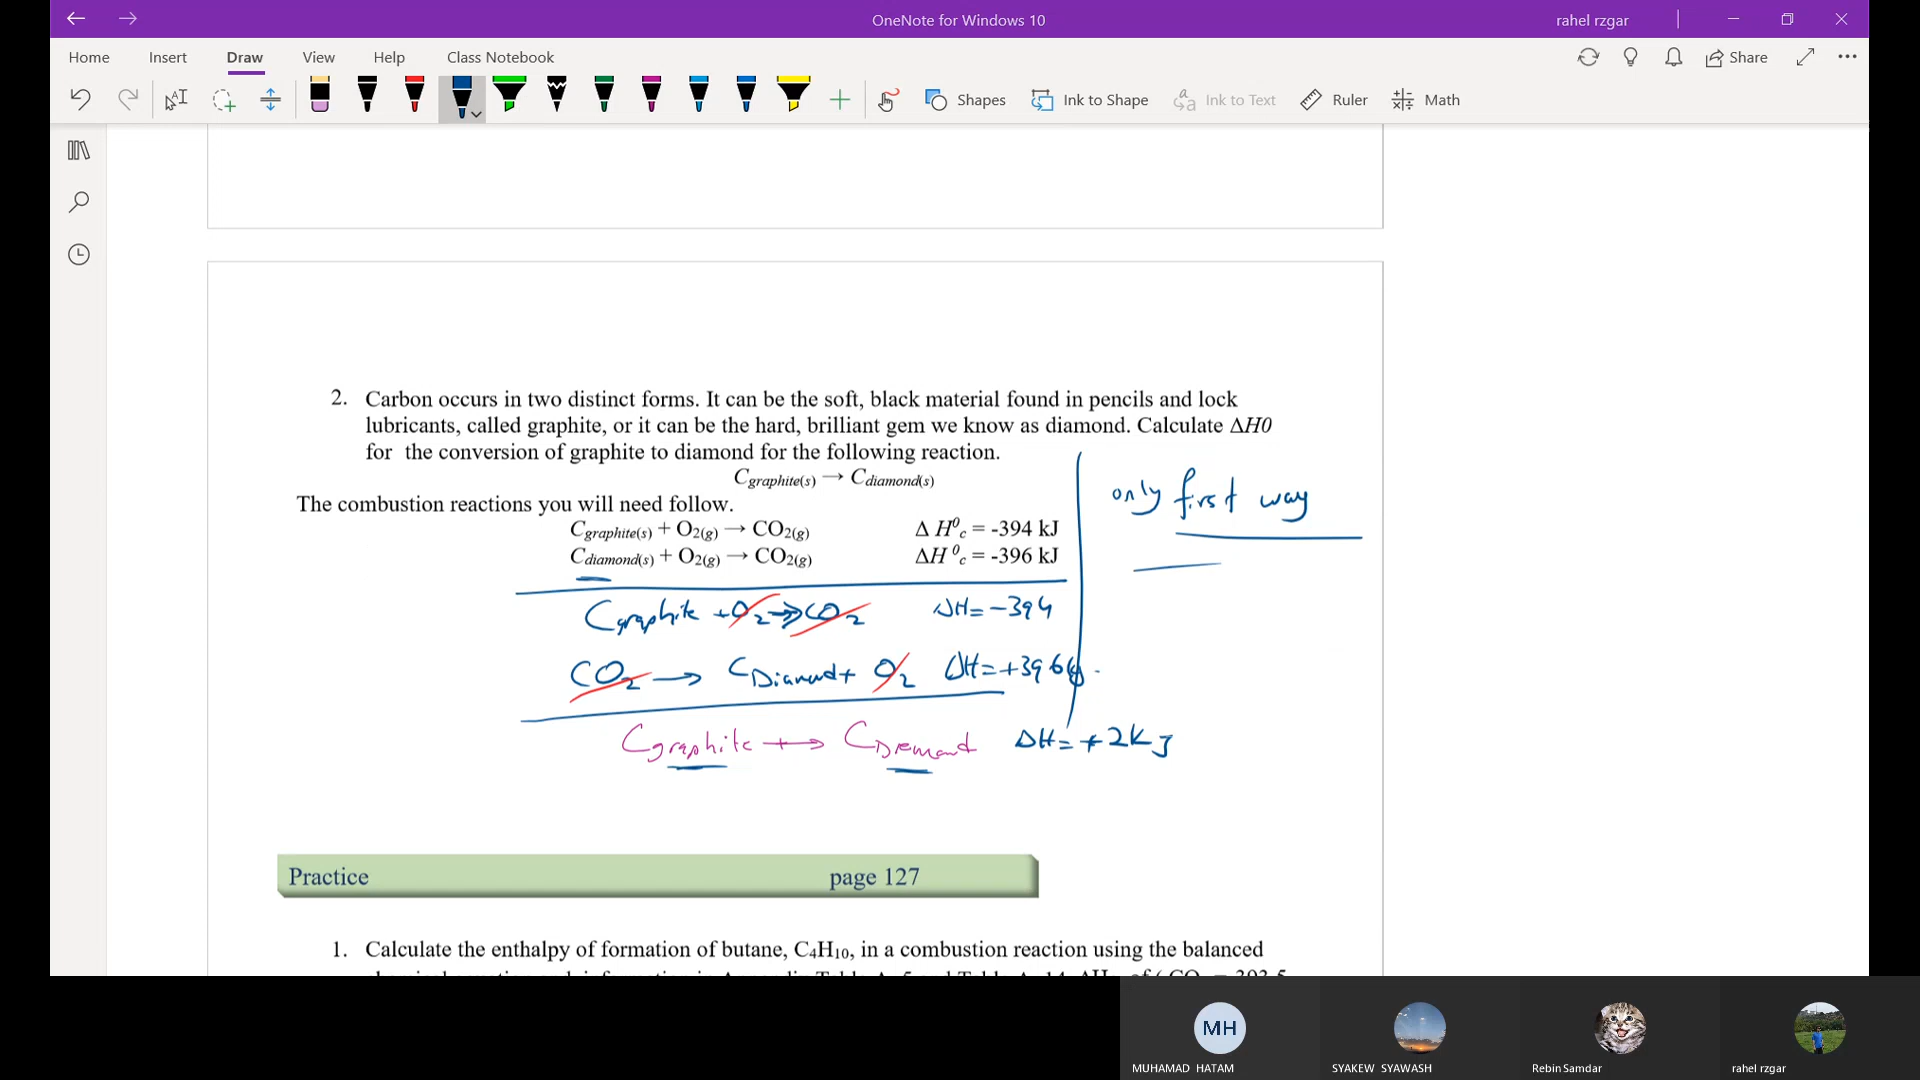 OneNote for Windows 10
rahel rzgar
Home Insert Draw View Help Class Notebook Share
Shapes Ink to Shape Ink to Text Ruler Math
2. Carbon occurs in two distinct forms. It can be the soft, black material found in pencils and lock
lubricants, called graphite, or it can be the hard, brilliant gem we know as diamond. Calculate ΔH0
for the conversion of graphite to diamond for the following reaction.
Cgraphite(s) → Cdiamond(s)
only first way
The combustion reactions you will need follow.
Cgraphite(s) + O2(g) → CO2(g) Δ H⁰c = -394 kJ
Cdiamond(s) + O2(g) → CO2(g) ΔH ⁰c = -396 kJ
Cgraphite + O2 → CO2 ΔH = -394
CO2 → CDiamond + O2 ΔH = +396
Cgraphite → CDiemand ΔH = +2kJ
Practice page 127
1. Calculate the enthalpy of formation of butane, C4H10, in a combustion reaction using the balanced
MH
MUHAMAD HATAM SYAKEW SYAWASH Rebin Samdar rahel rzgar